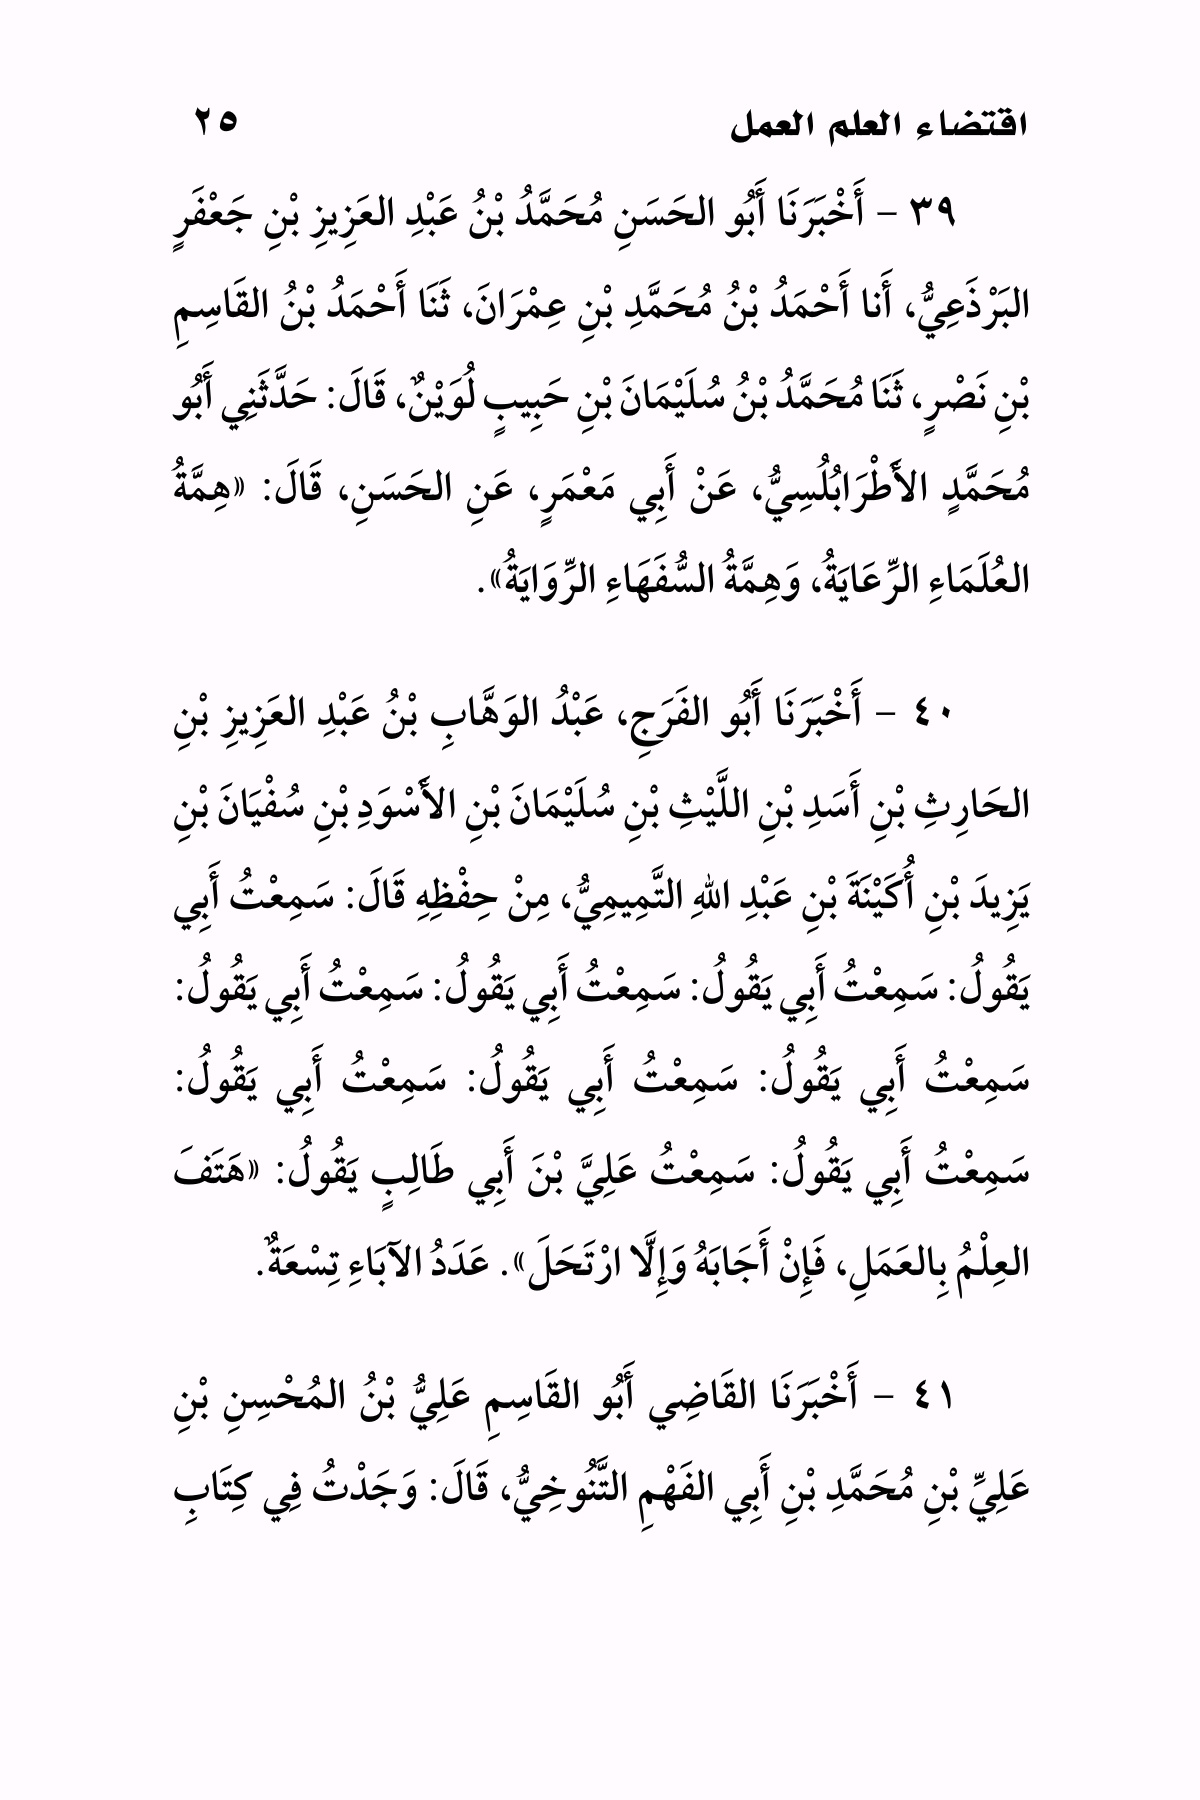 اقتضاء العلم العمل ٢٥
٣٩ – أَخْبَرَنَا أَبُو الحَسَنِ مُحَمَّدُ بْنُ عَبْدِ العَزِيزِ بْنِ جَعْفَرٍ
البَرْذَعِيُّ، أَنا أَحْمَدُ بْنُ مُحَمَّدِ بْنِ عِمْرَانَ، ثَنَا أَحْمَدُ بْنُ القَاسِمِ
بْنِ نَصْرٍ، ثَنَا مُحَمَّدُ بْنُ سُلَيْمَانَ بْنِ حَبِيبٍ لُوَيْنٌ، قَالَ: حَدَّثَنِي أَبُو
مُحَمَّدٍ الأَطْرَابُلُسِيُّ، عَنْ أَبِي مَعْمَرٍ، عَنِ الحَسَنِ، قَالَ: «هِمَّةُ
العُلَمَاءِ الرِّعَايَةُ، وَهِمَّةُ السُّفَهَاءِ الرِّوَايَةُ».
٤٠ – أَخْبَرَنَا أَبُو الفَرَجِ، عَبْدُ الوَهَّابِ بْنُ عَبْدِ العَزِيزِ بْنِ
الحَارِثِ بْنِ أَسَدِ بْنِ اللَّيْثِ بْنِ سُلَيْمَانَ بْنِ الأَسْوَدِ بْنِ سُفْيَانَ بْنِ
يَزِيدَ بْنِ أُكَيْنَةَ بْنِ عَبْدِ اللهِ التَّمِيمِيُّ، مِنْ حِفْظِهِ قَالَ: سَمِعْتُ أَبِي
يَقُولُ: سَمِعْتُ أَبِي يَقُولُ: سَمِعْتُ أَبِي يَقُولُ: سَمِعْتُ أَبِي يَقُولُ:
سَمِعْتُ أَبِي يَقُولُ: سَمِعْتُ أَبِي يَقُولُ: سَمِعْتُ أَبِي يَقُولُ:
سَمِعْتُ أَبِي يَقُولُ: سَمِعْتُ عَلِيَّ بْنَ أَبِي طَالِبٍ يَقُولُ: «هَتَفَ
العِلْمُ بِالعَمَلِ، فَإِنْ أَجَابَهُ وَإِلَّا ارْتَحَلَ». عَدَدُ الآبَاءِ تِسْعَةٌ.
٤١ – أَخْبَرَنَا القَاضِي أَبُو القَاسِمِ عَلِيُّ بْنُ المُحْسِنِ بْنِ
عَلِيِّ بْنِ مُحَمَّدِ بْنِ أَبِي الفَهْمِ التَّنُوخِيُّ، قَالَ: وَجَدْتُ فِي كِتَابِ